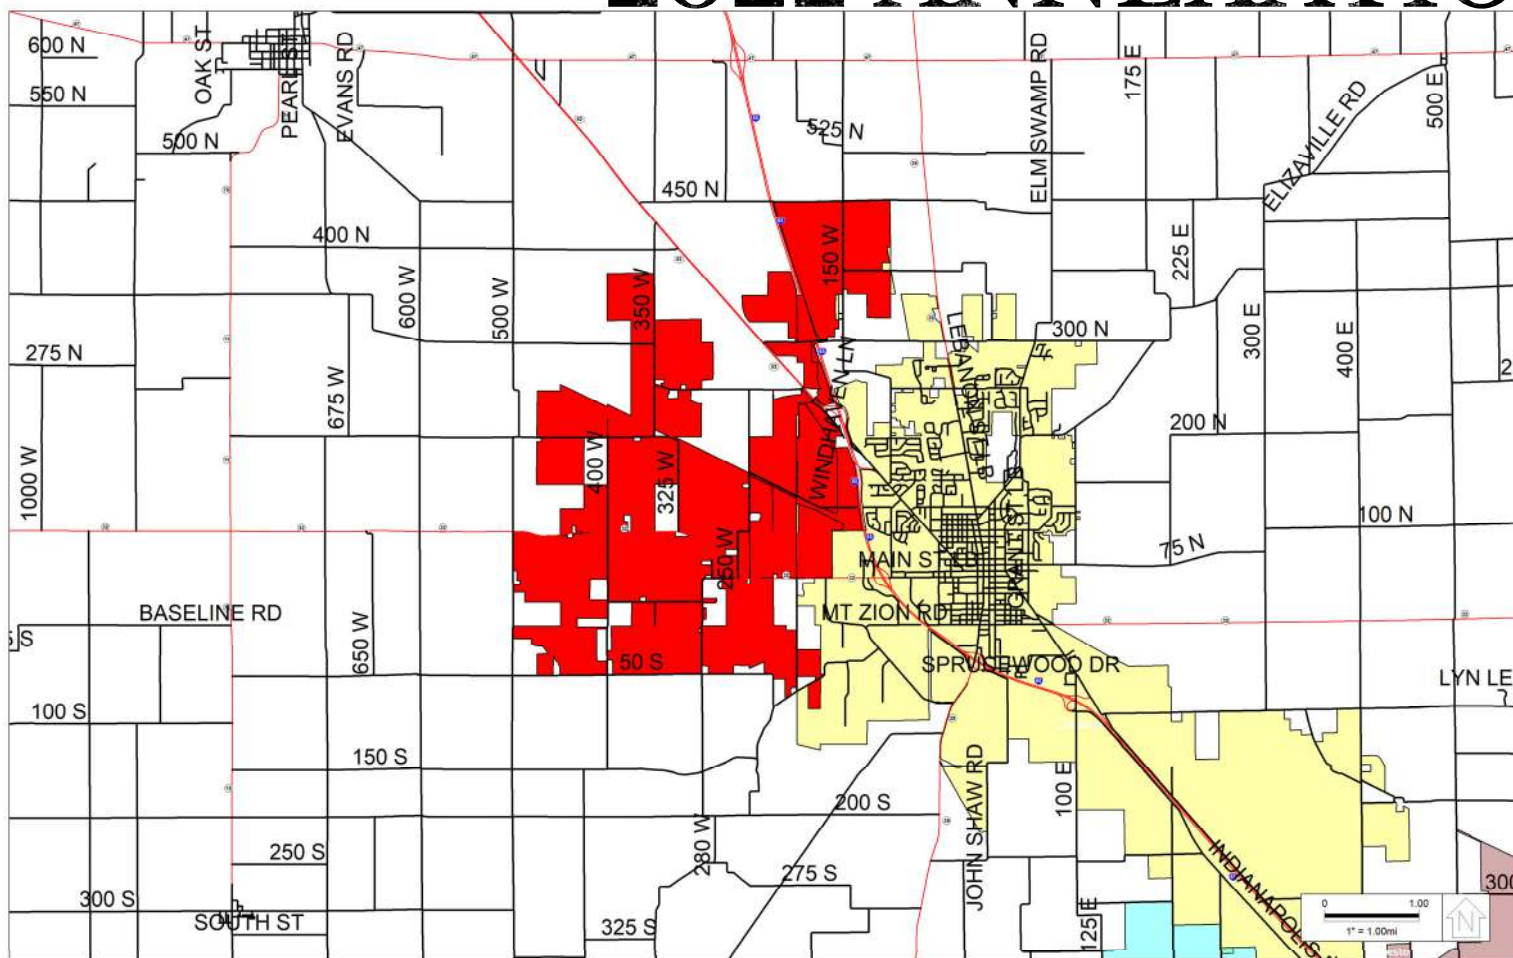 600 N
OAK ST
PEARL ST
EVANS RD
ELM SWAMP RD
175 E
500 E
550 N
500 N
525 N
ELIZAVILLE RD
450 N
400 N
150 W
225 E
600 W
500 W
350 W
300 N
300 E
400 E
275 N
675 W
WINDHAVEN LN
200 N
1000 W
400 W
325 W
GRANT ST
100 N
75 N
250 W
MAIN ST LB
BASELINE RD
MT ZION RD
650 W
50 S
SPRUCEWOOD DR
LYN LE
100 S
150 S
JOHN SHAW RD
100 E
200 S
280 W
250 S
275 S
INDIANAPOLIS
300 S
SOUTH ST
325 S
125 E
300
0 1.00
1" = 1.00mi
N